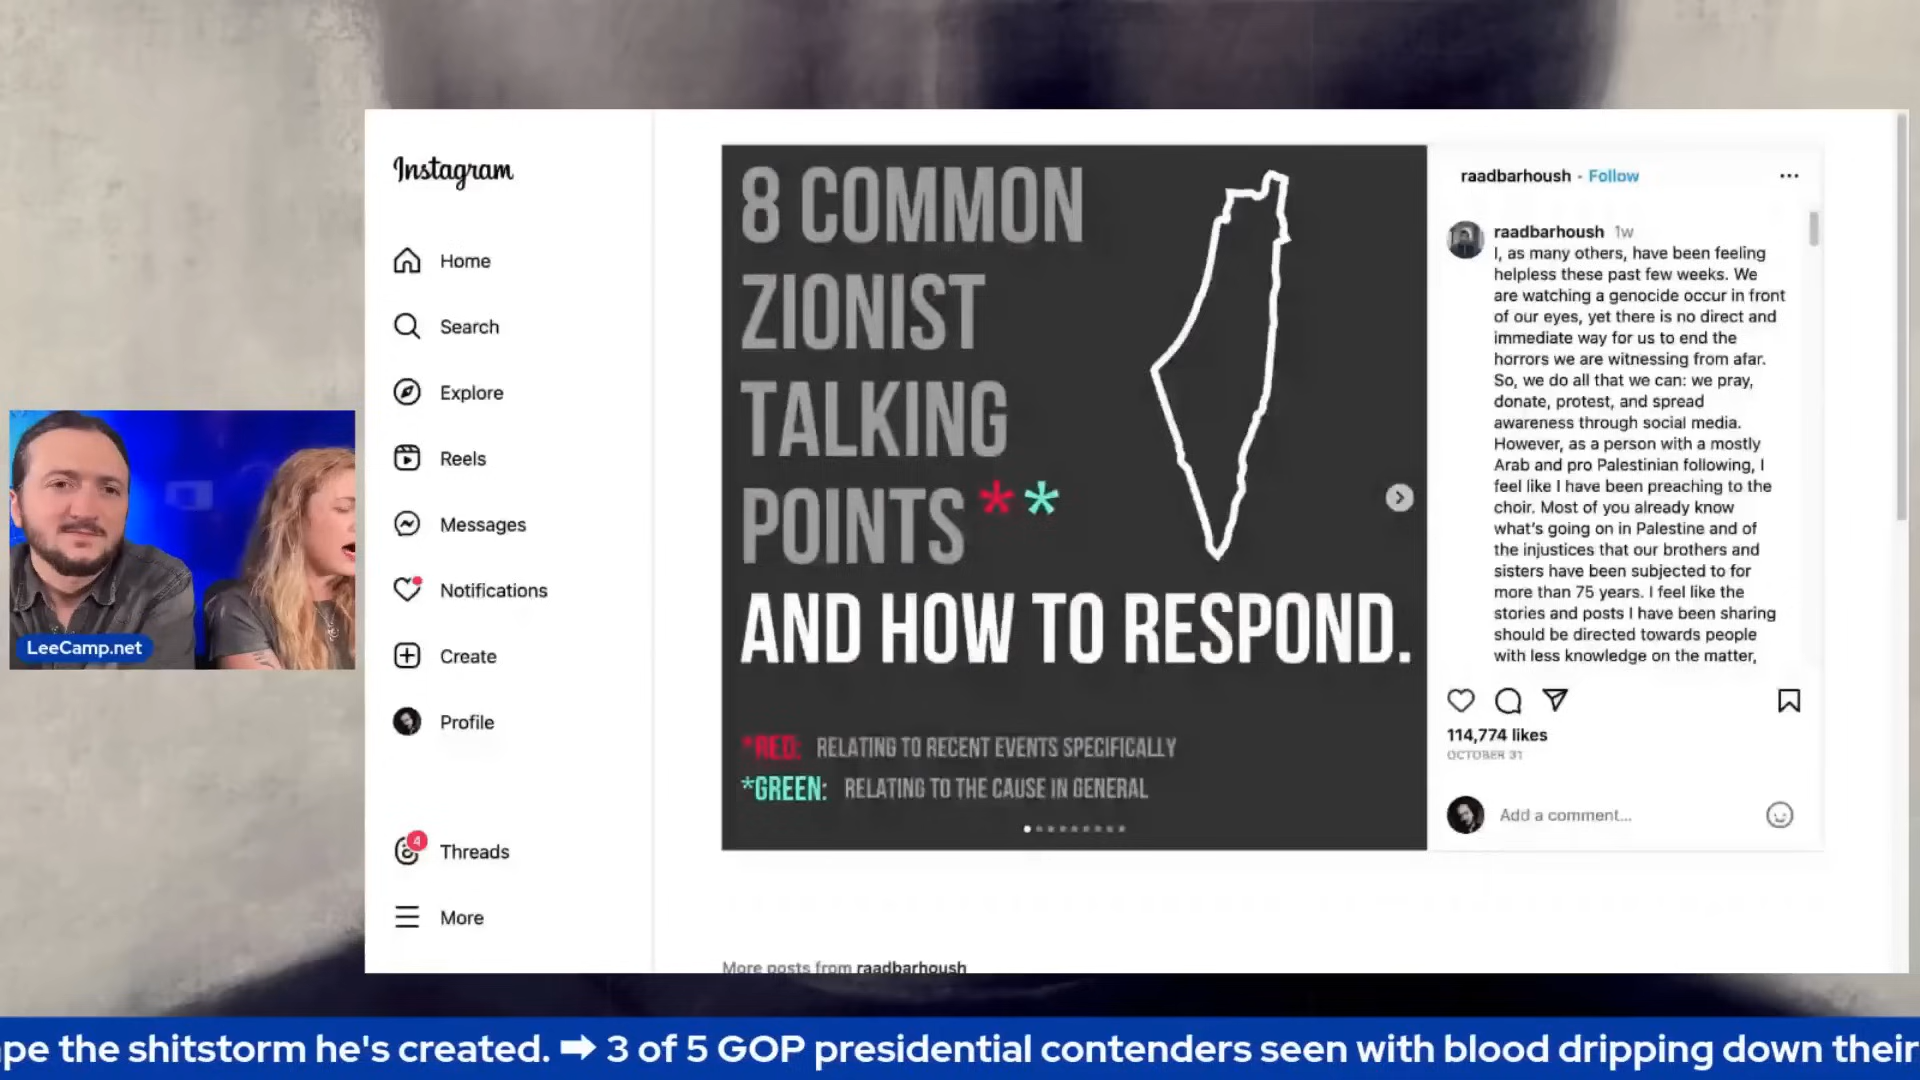 Instagram
Home
Search
Explore
Reels
Messages
Notifications
Create
Profile
4
Threads
More
8 COMMON
ZIONIST
TALKING
POINTS **
AND HOW TO RESPOND.
*RED: RELATING TO RECENT EVENTS SPECIFICALLY
*GREEN: RELATING TO THE CAUSE IN GENERAL
raadbarhoush • Follow
raadbarhoush 1w
I, as many others, have been feeling
helpless these past few weeks. We
are watching a genocide occur in front
of our eyes, yet there is no direct and
immediate way for us to end the
horrors we are witnessing from afar.
So, we do all that we can: we pray,
donate, protest, and spread
awareness through social media.
However, as a person with a mostly
Arab and pro Palestinian following, I
feel like I have been preaching to the
choir. Most of you already know
what's going on in Palestine and of
the injustices that our brothers and
sisters have been subjected to for
more than 75 years. I feel like the
stories and posts I have been sharing
should be directed towards people
with less knowledge on the matter,
114,774 likes
OCTOBER 31
Add a comment...
More posts from raadbarhoush
LeeCamp.net
pe the shitstorm he's created. ➡ 3 of 5 GOP presidential contenders seen with blood dripping down their